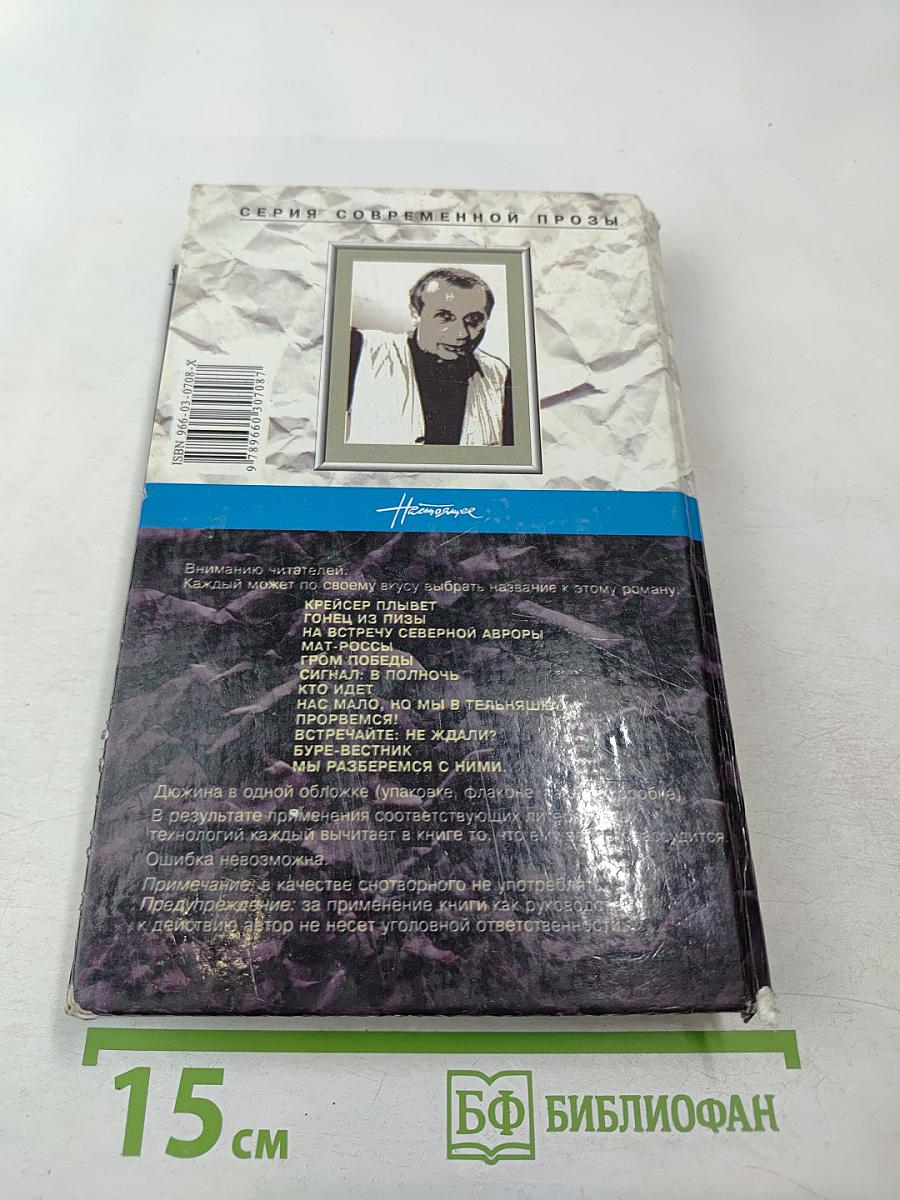 СЕРИЯ СОВРЕМЕННОЙ ПРОЗЫ
ISBN 966-03-0708-X
9 789660 307087
Настоящее
Вниманию читателей.
Каждый может по своему вкусу выбрать название к этому роману:
КРЕЙСЕР ПЛЫВЕТ
ГОНЕЦ ИЗ ПИЗЫ
НА ВСТРЕЧУ СЕВЕРНОЙ АВРОРЫ
МАТ-РОССЫ
ГРОМ ПОБЕДЫ
СИГНАЛ: В ПОЛНОЧЬ
КТО ИДЕТ
НАС МАЛО, НО МЫ В ТЕЛЬНЯШКАХ
ПРОРВЕМСЯ!
ВСТРЕЧАЙТЕ: НЕ ЖДАЛИ?
БУРЕ-ВЕСТНИК
МЫ РАЗБЕРЕМСЯ С НИМИ
Дюжина в одной обложке (упаковке, флаконе
В результате применения соответствующих
технологий каждый вычитает в книге то, что ему
Ошибка невозможна.
Примечание: в качестве снотворного не употреблять
Предупреждение: за применение книги как руководства
к действию автор не несет уголовной ответственности.
15 см
БФ БИБЛИОФАН